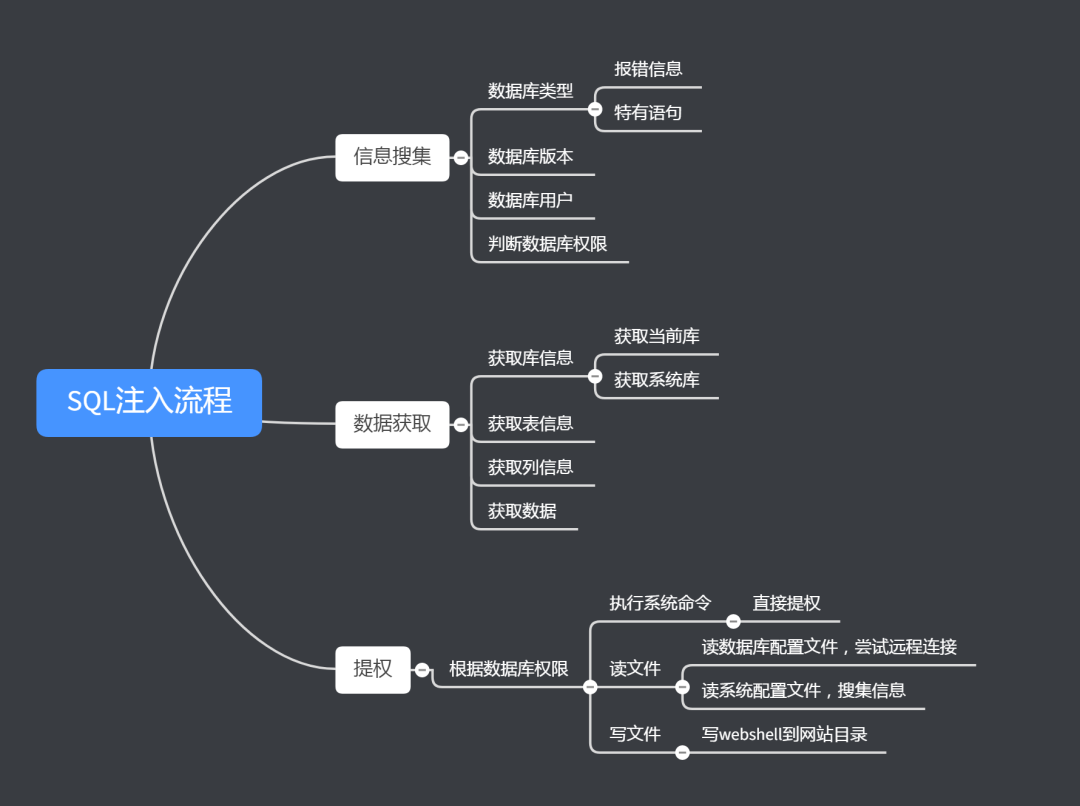 SQL注入流程
信息搜集
数据库类型
报错信息
特有语句
数据库版本
数据库用户
判断数据库权限
数据获取
获取库信息
获取当前库
获取系统库
获取表信息
获取列信息
获取数据
提权
根据数据库权限
执行系统命令
直接提权
读文件
读数据库配置文件，尝试远程连接
读系统配置文件，搜集信息
写文件
写webshell到网站目录